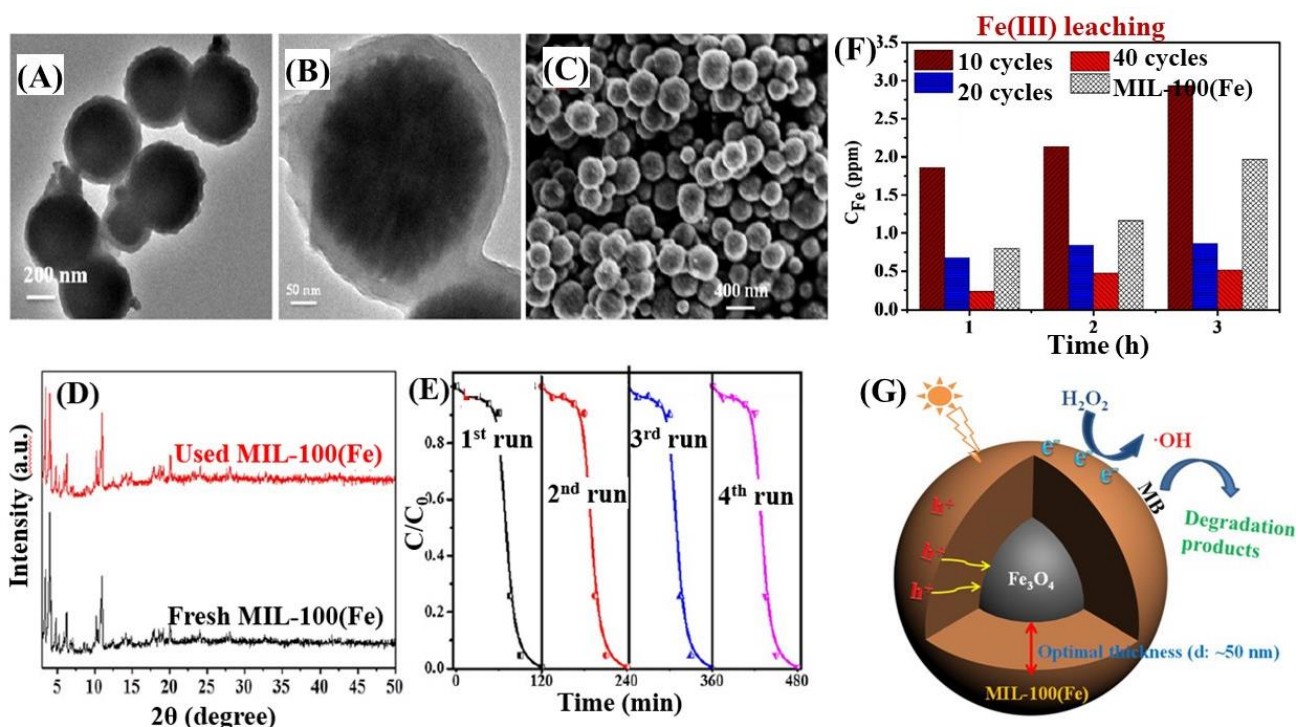 (A)
200 nm
(B)
50 nm
(C)
400 nm
Fe(III) leaching
(F)
10 cycles
40 cycles
20 cycles
MIL-100(Fe)
3.5
3.0
2.5
2.0
1.5
1.0
0.5
0.0
C_Fe (ppm)
1
2
3
Time (h)
(D)
Used MIL-100(Fe)
Fresh MIL-100(Fe)
Intensity (a.u.)
5
10
15
20
25
30
35
40
45
50
2θ (degree)
(E)
1st run
2nd run
3rd run
4th run
C/C0
0.8
0.6
0.4
0.2
0.0
0
120
240
360
480
Time (min)
(G)
H2O2
·OH
e-
e-
e-
MB
Degradation
products
h+
h+
h+
Fe3O4
Optimal thickness (d: ~50 nm)
MIL-100(Fe)